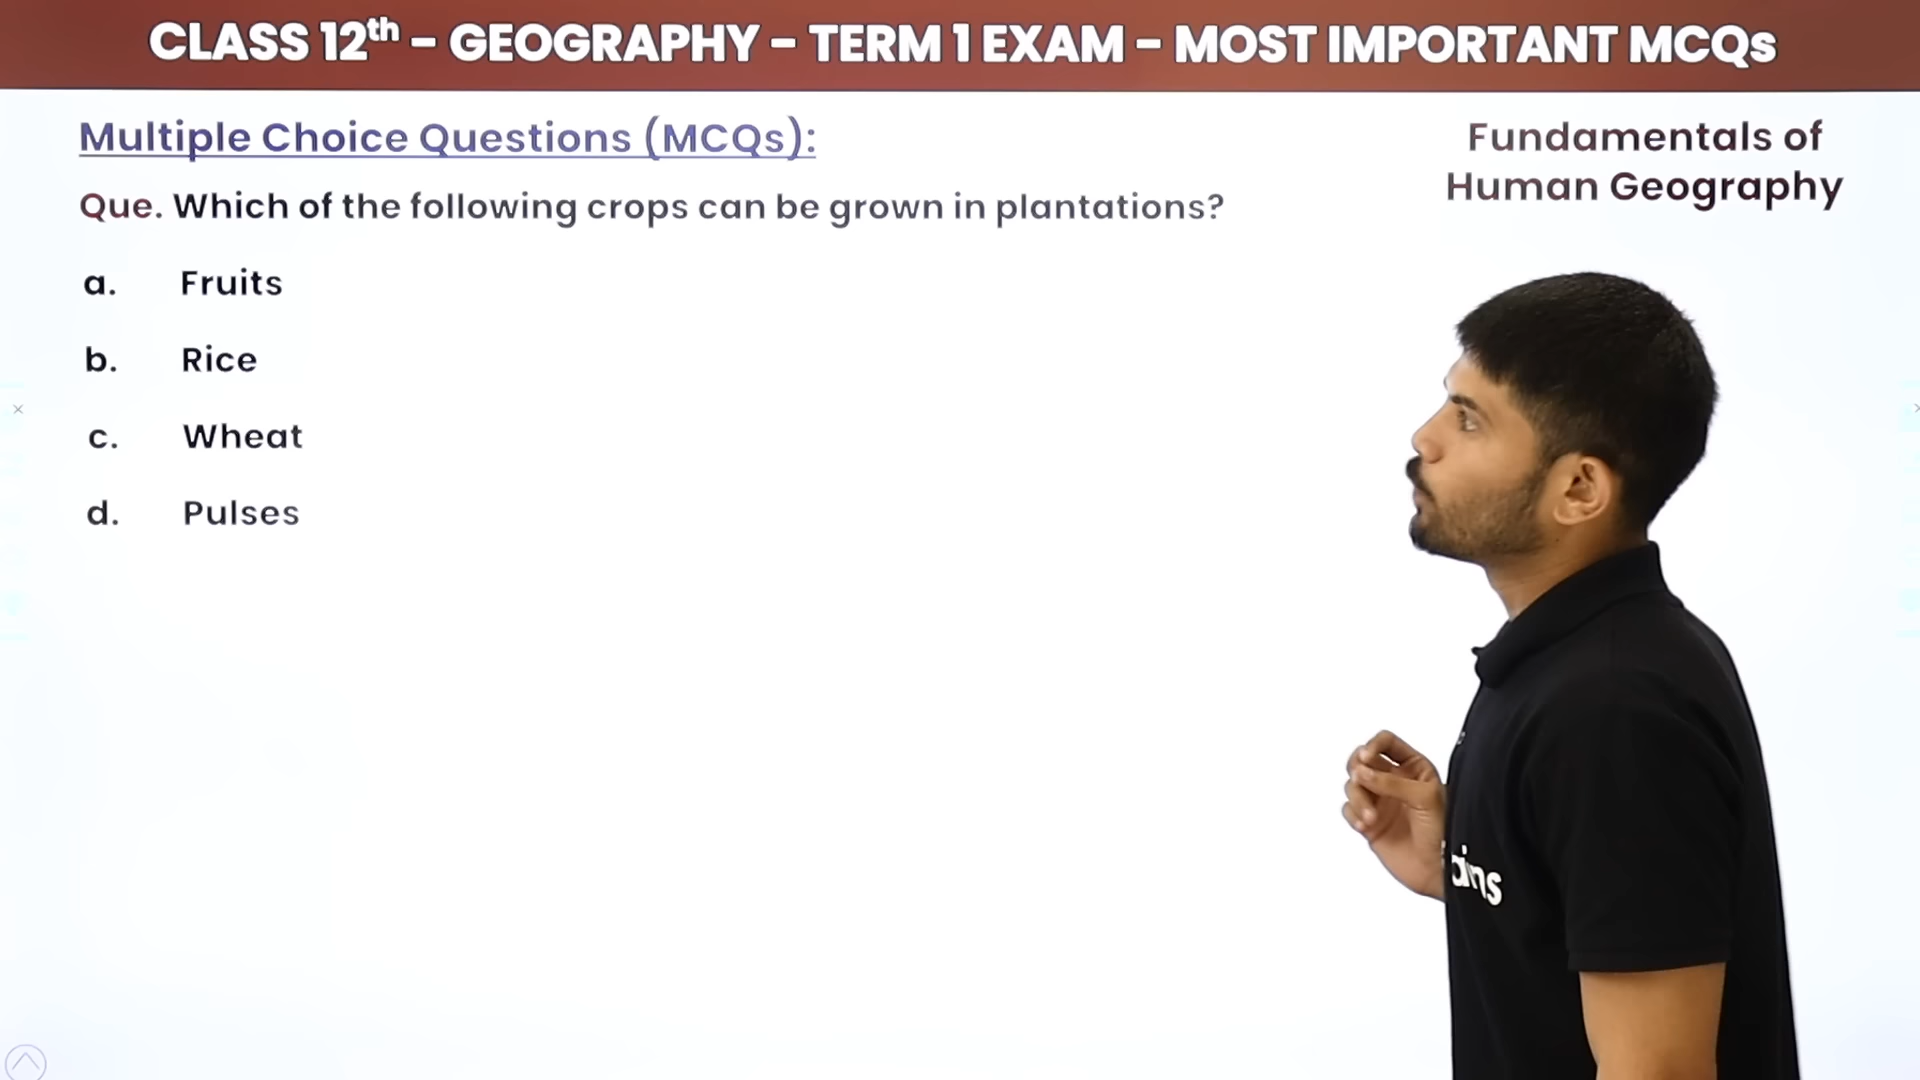 CLASS 12th - GEOGRAPHY - TERM 1 EXAM - MOST IMPORTANT MCQs
Multiple Choice Questions (MCQs):
Fundamentals of
Human Geography
Que. Which of the following crops can be grown in plantations?
a. Fruits
b. Rice
c. Wheat
d. Pulses